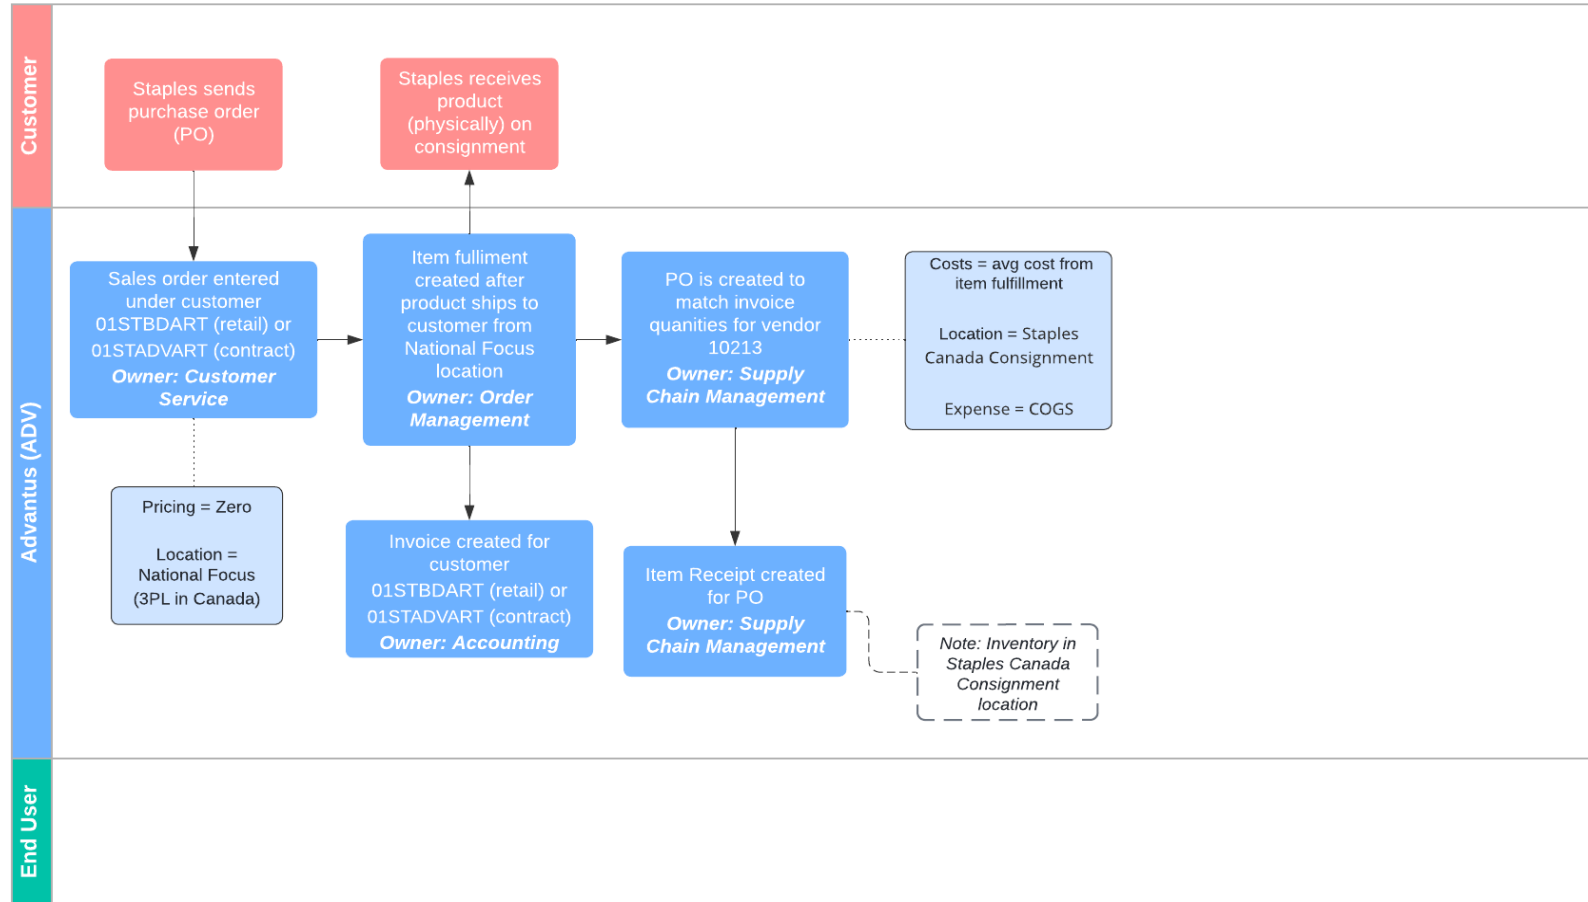 Customer
Staples sends
purchase order
(PO)
Staples receives
product
(physically) on
consignment
Advantus (ADV)
Sales order entered
under customer
01STBDART (retail) or
01STADVART (contract)
Owner: Customer
Service
Item fulliment
created after
product ships to
customer from
National Focus
location
Owner: Order
Management
PO is created to
match invoice
quanities for vendor
10213
Owner: Supply
Chain Management
Costs = avg cost from
item fulfillment
Location = Staples
Canada Consignment
Expense = COGS
Pricing = Zero
Location =
National Focus
(3PL in Canada)
Invoice created for
customer
01STBDART (retail) or
01STADVART (contract)
Owner: Accounting
Item Receipt created
for PO
Owner: Supply
Chain Management
Note: Inventory in
Staples Canada
Consignment
location
End User